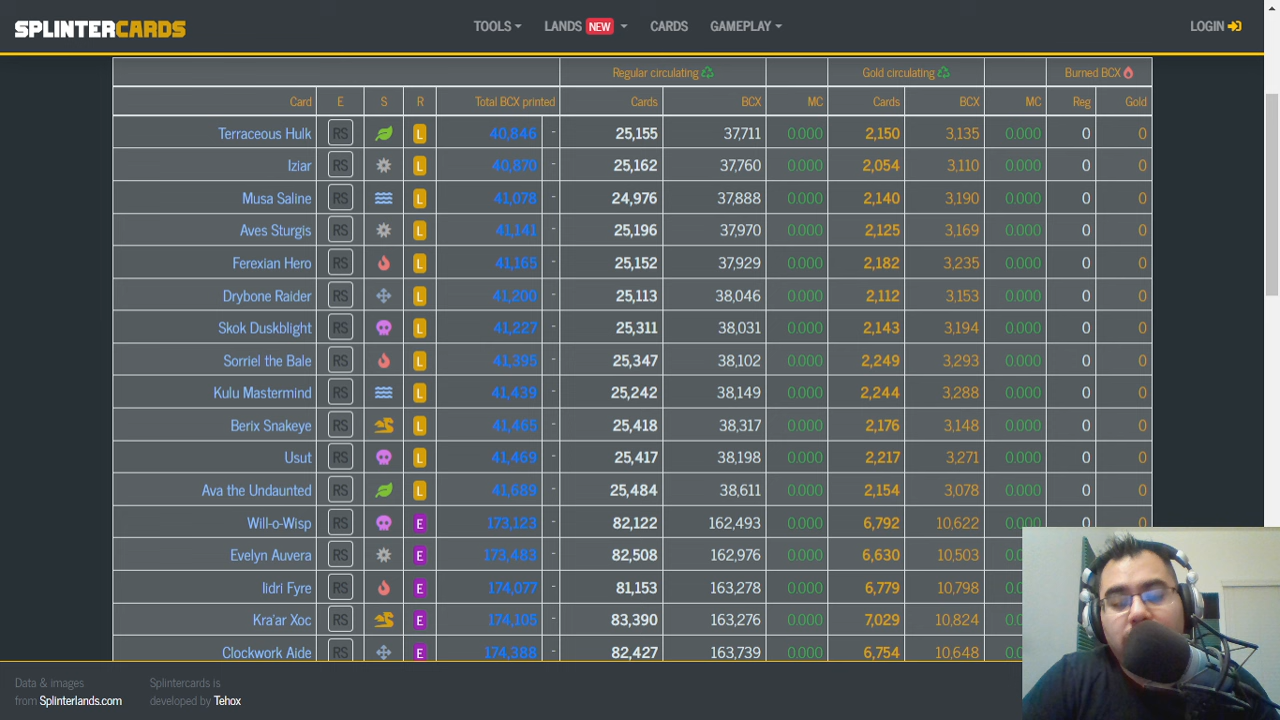 SPLINTERCARDS TOOLS LANDS NEW CARDS GAMEPLAY LOGIN
Regular circulating Gold circulating Burned BCX
Card E S R Total BCX printed Cards BCX MC Cards BCX MC Reg Gold
Terraceous Hulk RS L 40,846 - 25,155 37,711 0.000 2,150 3,135 0.000 0 0
Iziar RS L 40,870 - 25,162 37,760 0.000 2,054 3,110 0.000 0 0
Musa Saline RS L 41,078 - 24,976 37,888 0.000 2,140 3,190 0.000 0 0
Aves Sturgis RS L 41,141 - 25,196 37,970 0.000 2,125 3,169 0.000 0 0
Ferexian Hero RS L 41,165 - 25,152 37,929 0.000 2,182 3,235 0.000 0 0
Drybone Raider RS L 41,200 - 25,113 38,046 0.000 2,112 3,153 0.000 0 0
Skok Duskblight RS L 41,227 - 25,311 38,031 0.000 2,143 3,194 0.000 0 0
Sorriel the Bale RS L 41,395 - 25,347 38,102 0.000 2,249 3,293 0.000 0 0
Kulu Mastermind RS L 41,439 - 25,242 38,149 0.000 2,244 3,288 0.000 0 0
Berix Snakeye RS L 41,465 - 25,418 38,317 0.000 2,176 3,148 0.000 0 0
Usut RS L 41,469 - 25,417 38,198 0.000 2,217 3,271 0.000 0 0
Ava the Undaunted RS L 41,689 - 25,484 38,611 0.000 2,154 3,078 0.000 0 0
Will-o-Wisp RS E 173,123 - 82,122 162,493 0.000 6,792 10,622 0.000 0 0
Evelyn Auvera RS E 173,483 - 82,508 162,976 0.000 6,630 10,503
Iidri Fyre RS E 174,077 - 81,153 163,278 0.000 6,779 10,798
Kra'ar Xoc RS E 174,105 - 83,390 163,276 0.000 7,029 10,824
Clockwork Aide RS E 174,388 - 82,427 163,739 0.000 6,754 10,648
Data & images
from Splinterlands.com
Splintercards is
developed by Tehox